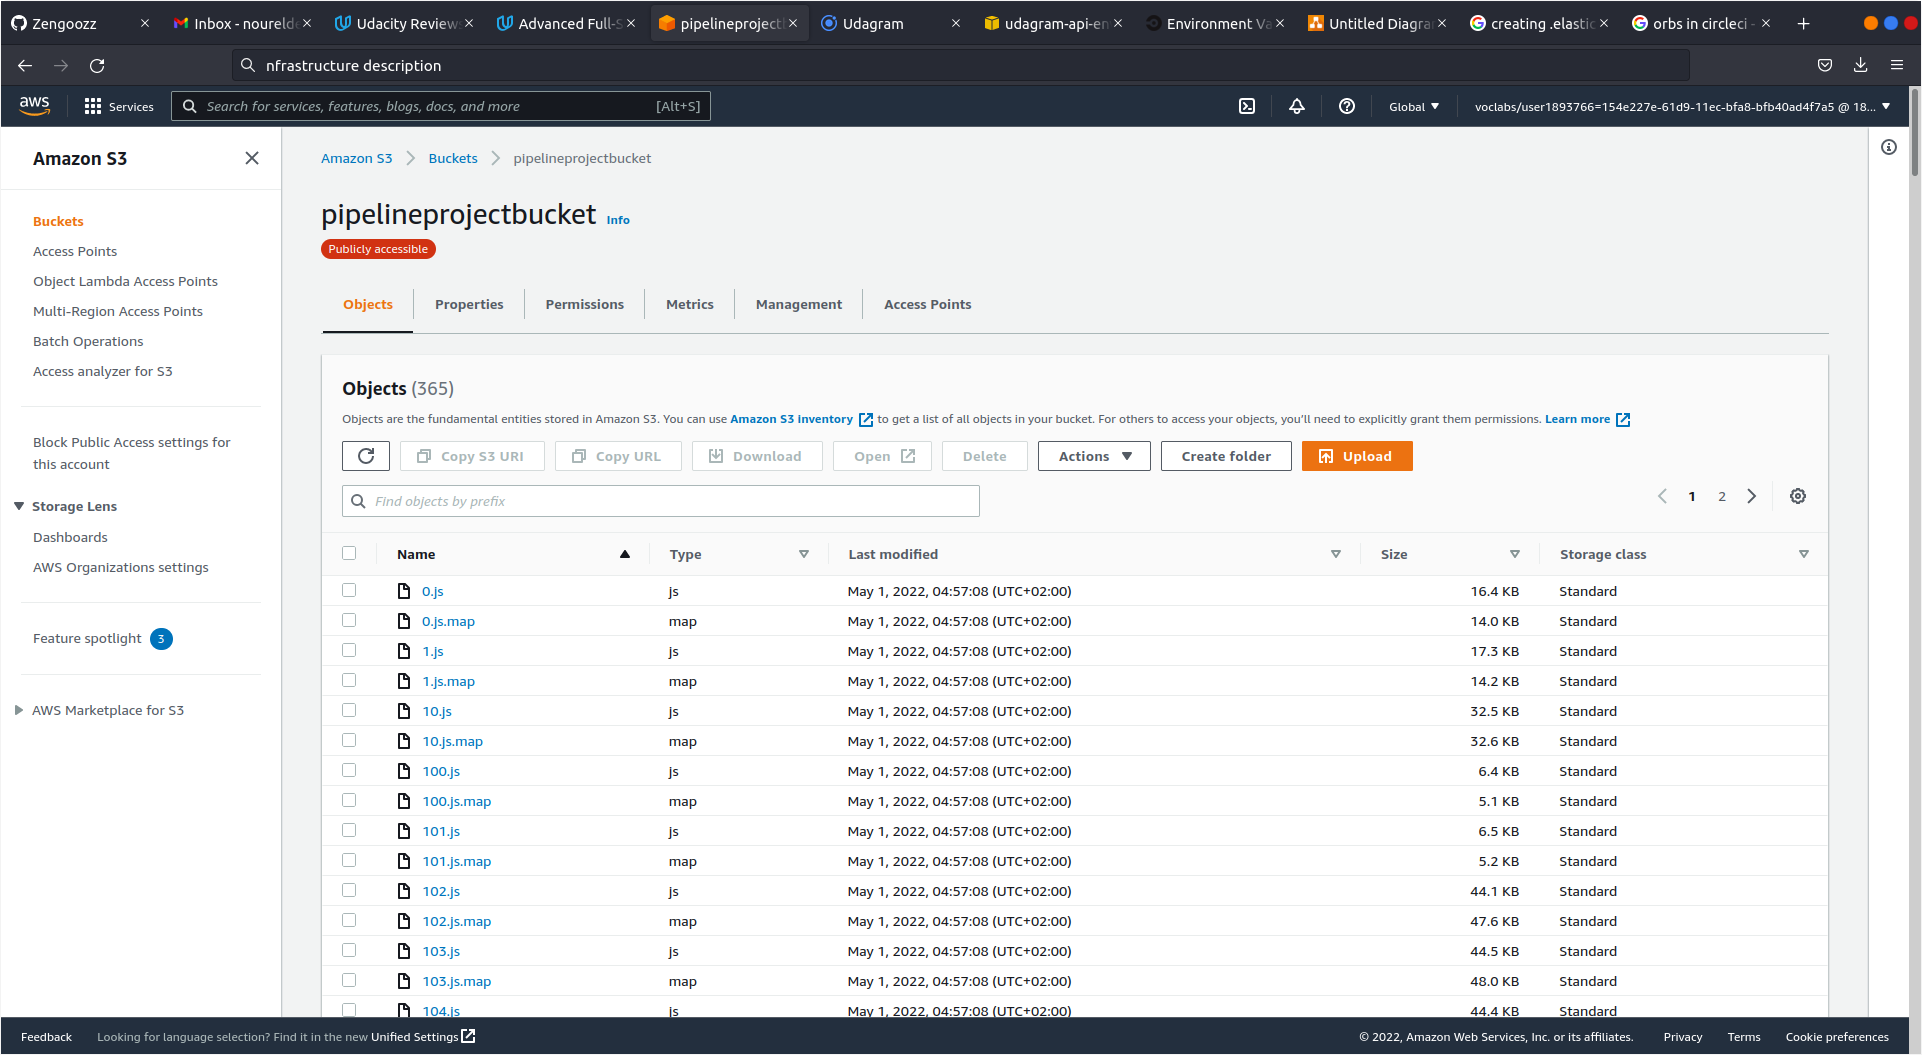 Zengoozz
Inbox - nourelde
Udacity Reviews
Advanced Full-S
pipelineproject
Udagram
udagram-api-en
Environment Va
Untitled Diagra
creating .elastic
orbs in circleci -
nfrastructure description
aws
Services
Search for services, features, blogs, docs, and more
[Alt+S]
Global
voclabs/user1893766=154e227e-61d9-11ec-bfa8-bfb40ad4f7a5 @ 18...
Amazon S3
Buckets
Access Points
Object Lambda Access Points
Multi-Region Access Points
Batch Operations
Access analyzer for S3
Block Public Access settings for
this account
Storage Lens
Dashboards
AWS Organizations settings
Feature spotlight 3
AWS Marketplace for S3
Amazon S3 > Buckets > pipelineprojectbucket
pipelineprojectbucket Info
Publicly accessible
Objects Properties Permissions Metrics Management Access Points
Objects (365)
Objects are the fundamental entities stored in Amazon S3. You can use Amazon S3 inventory to get a list of all objects in your bucket. For others to access your objects, you'll need to explicitly grant them permissions. Learn more
Copy S3 URI Copy URL Download Open Delete Actions Create folder Upload
Find objects by prefix
1 2
Name Type Last modified Size Storage class
0.js js May 1, 2022, 04:57:08 (UTC+02:00) 16.4 KB Standard
0.js.map map May 1, 2022, 04:57:08 (UTC+02:00) 14.0 KB Standard
1.js js May 1, 2022, 04:57:08 (UTC+02:00) 17.3 KB Standard
1.js.map map May 1, 2022, 04:57:08 (UTC+02:00) 14.2 KB Standard
10.js js May 1, 2022, 04:57:08 (UTC+02:00) 32.5 KB Standard
10.js.map map May 1, 2022, 04:57:08 (UTC+02:00) 32.6 KB Standard
100.js js May 1, 2022, 04:57:08 (UTC+02:00) 6.4 KB Standard
100.js.map map May 1, 2022, 04:57:08 (UTC+02:00) 5.1 KB Standard
101.js js May 1, 2022, 04:57:08 (UTC+02:00) 6.5 KB Standard
101.js.map map May 1, 2022, 04:57:08 (UTC+02:00) 5.2 KB Standard
102.js js May 1, 2022, 04:57:08 (UTC+02:00) 44.1 KB Standard
102.js.map map May 1, 2022, 04:57:08 (UTC+02:00) 47.6 KB Standard
103.js js May 1, 2022, 04:57:08 (UTC+02:00) 44.5 KB Standard
103.js.map map May 1, 2022, 04:57:08 (UTC+02:00) 48.0 KB Standard
104.js js May 1, 2022, 04:57:08 (UTC+02:00) 44.4 KB Standard
Feedback Looking for language selection? Find it in the new Unified Settings © 2022, Amazon Web Services, Inc. or its affiliates. Privacy Terms Cookie preferences